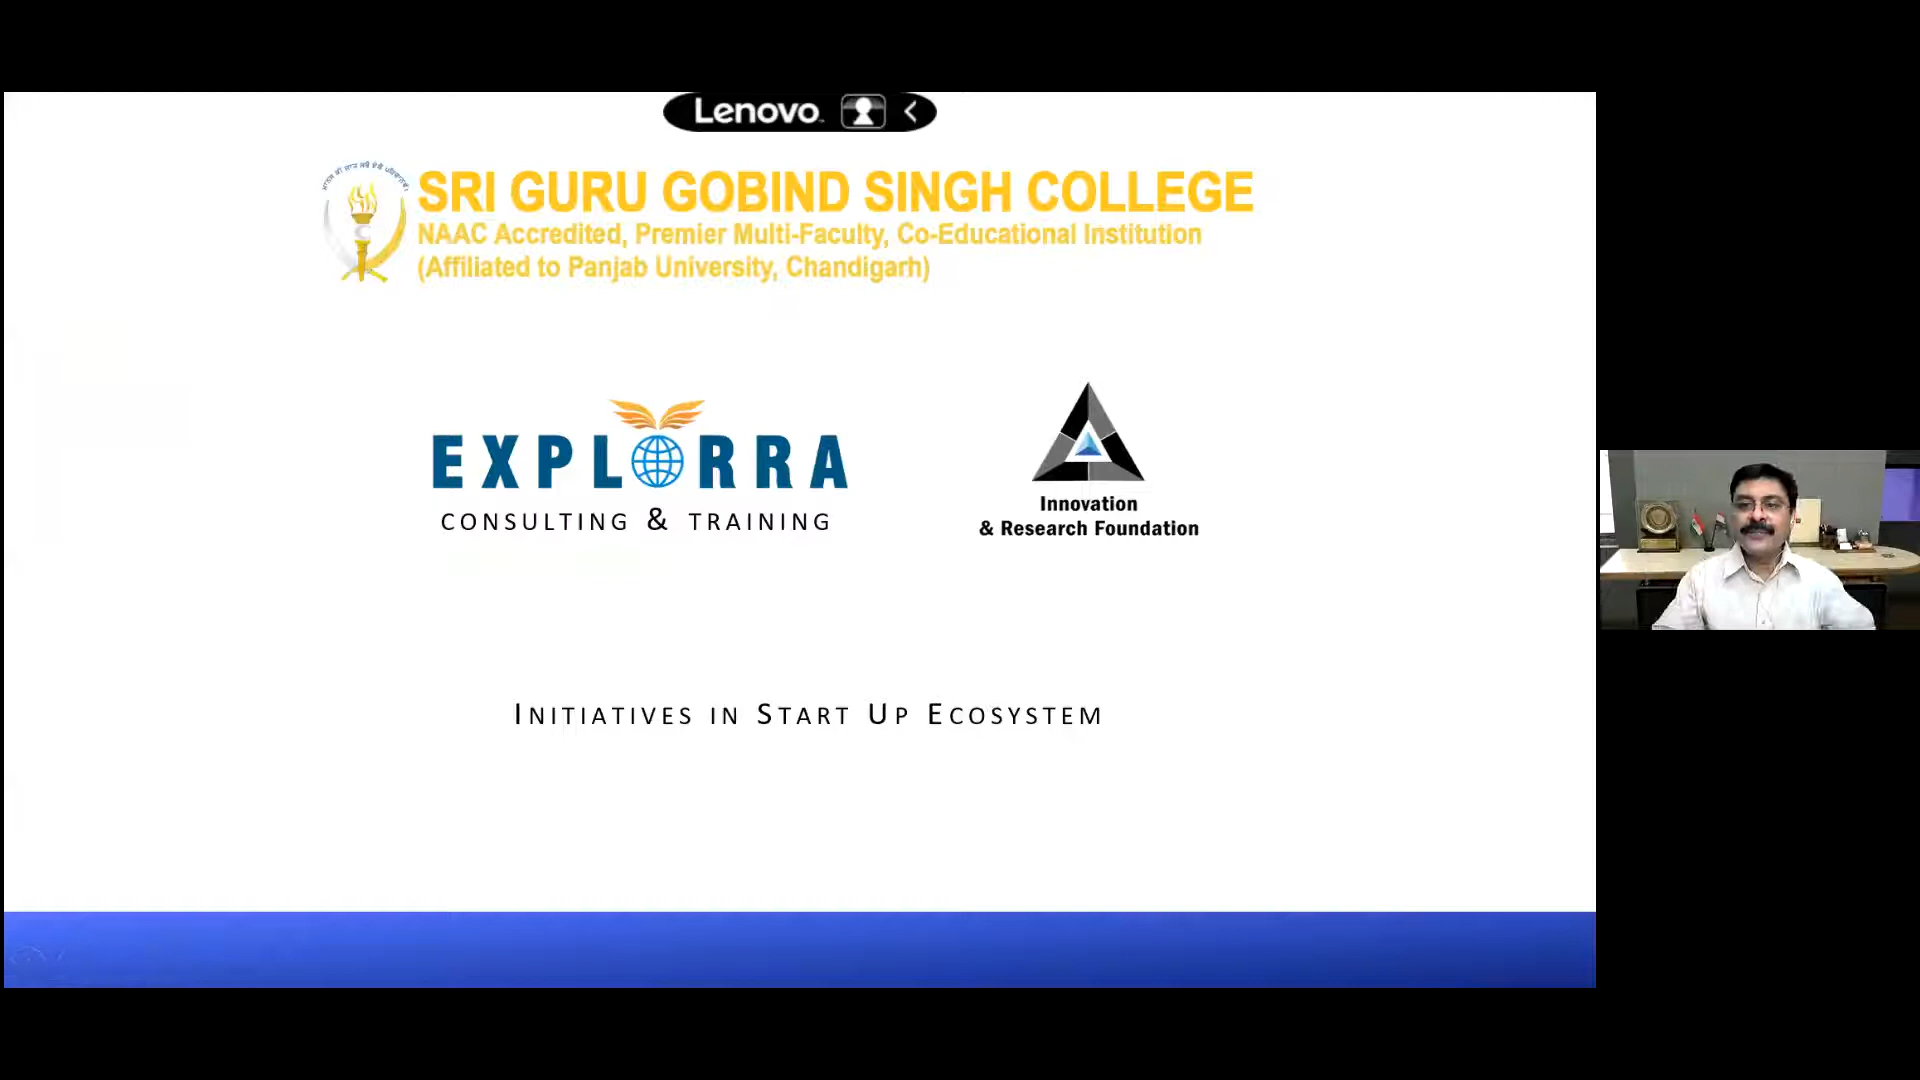 Lenovo
SRI GURU GOBIND SINGH COLLEGE
NAAC Accredited, Premier Multi-Faculty, Co-Educational Institution
(Affiliated to Panjab University, Chandigarh)
EXPLORRA
CONSULTING & TRAINING
Innovation
& Research Foundation
INITIATIVES IN START UP ECOSYSTEM